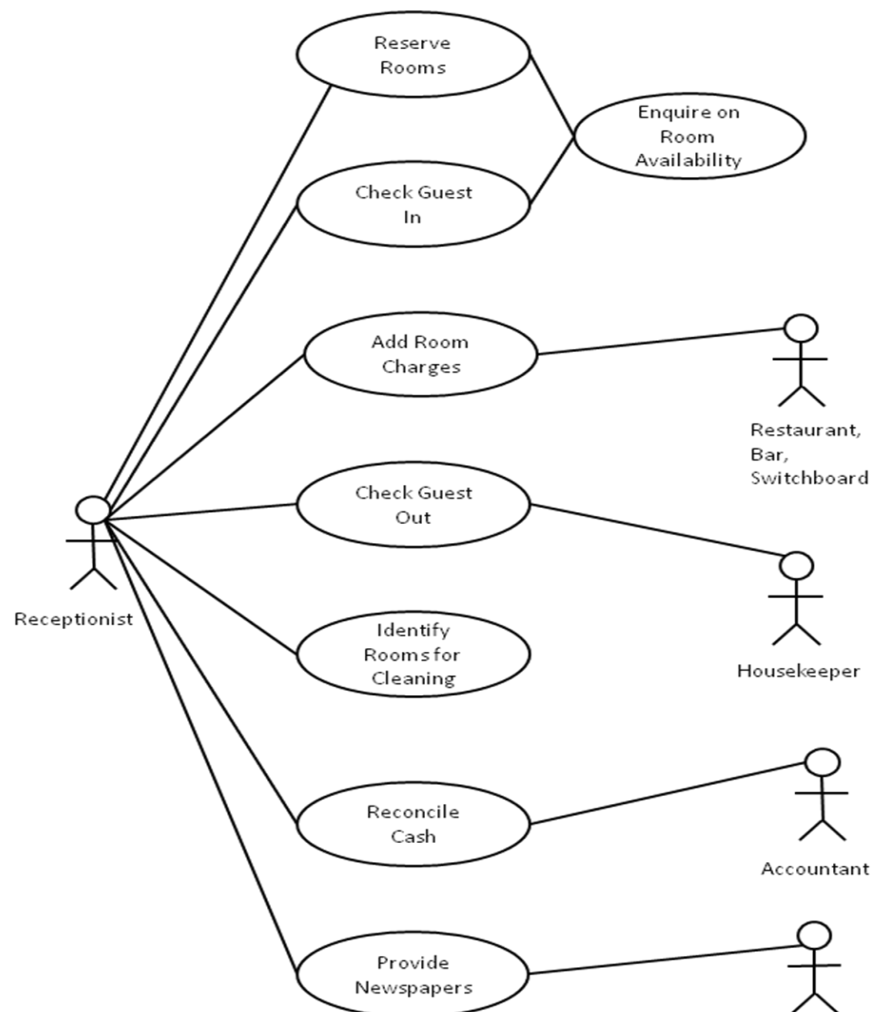 Reserve
Rooms
Enquire on
Room
Availability
Check Guest
In
Add Room
Charges
Restaurant,
Bar,
Switchboard
Check Guest
Out
Receptionist
Identify
Rooms for
Cleaning
Housekeeper
Reconcile
Cash
Accountant
Provide
Newspapers